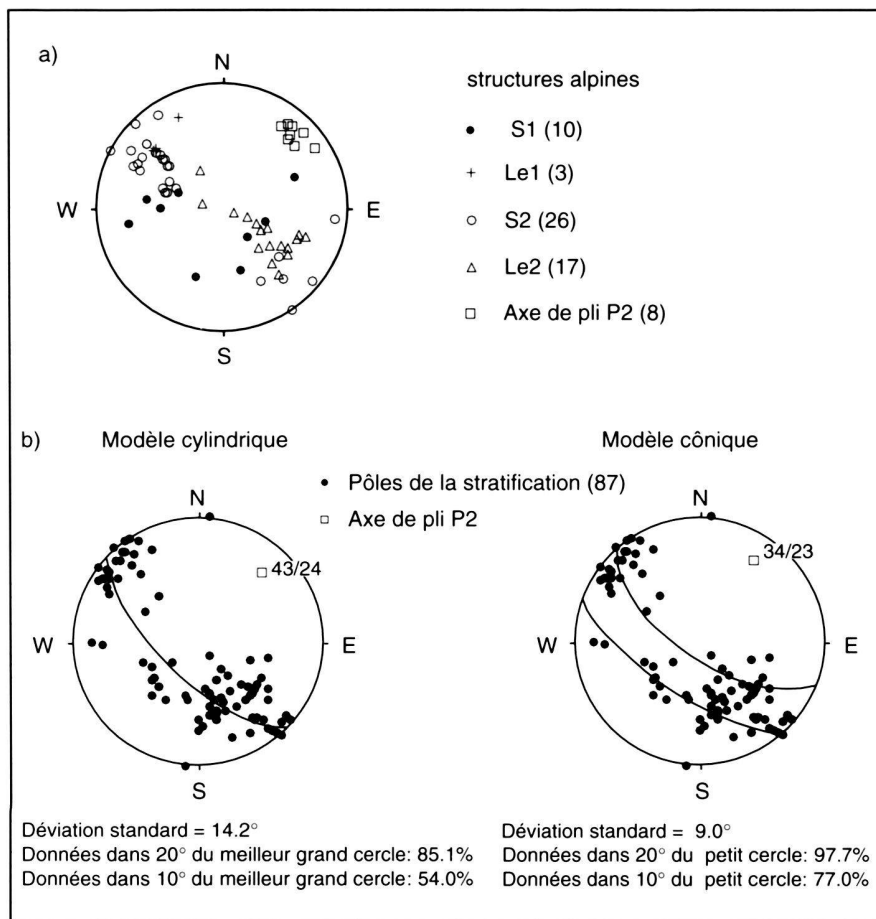 a)
N
W
E
S
structures alpines
S1 (10)
Le1 (3)
S2 (26)
Le2 (17)
Axe de pli P2 (8)
b)
Modèle cylindrique
Modèle cônique
Pôles de la stratification (87)
Axe de pli P2
N
43/24
W
E
S
N
34/23
W
E
S
Déviation standard = 14.2°
Données dans 20° du meilleur grand cercle: 85.1%
Données dans 10° du meilleur grand cercle: 54.0%
Déviation standard = 9.0°
Données dans 20° du petit cercle: 97.7%
Données dans 10° du petit cercle: 77.0%